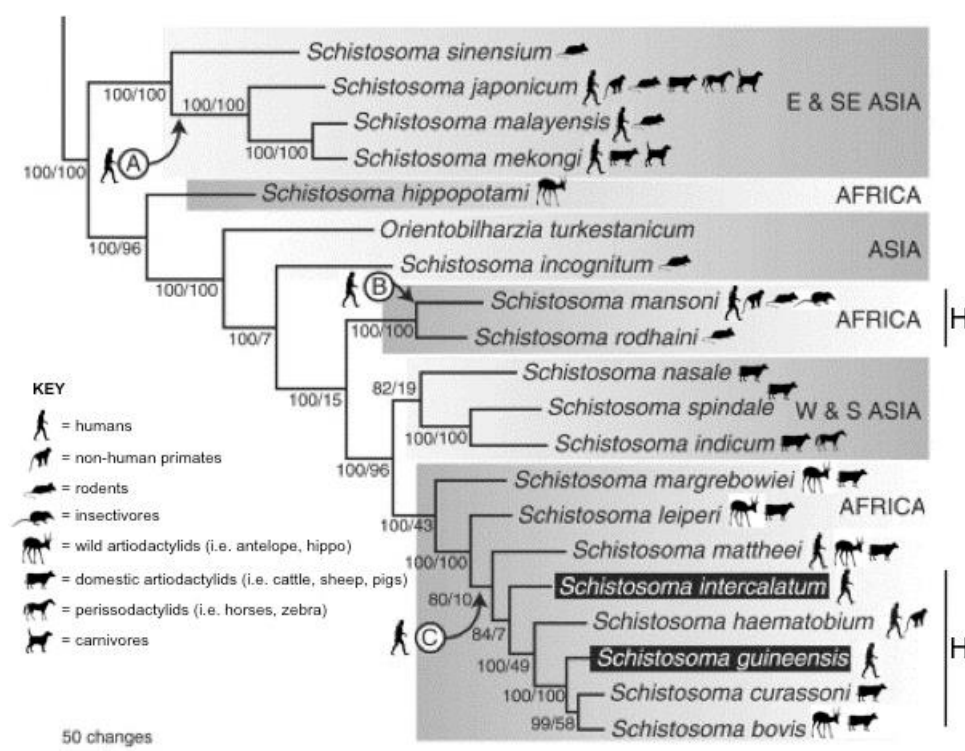 Schistosoma sinensium
100/100
Schistosoma japonicum
100/100
E & SE ASIA
Schistosoma malayensis
A
100/100
Schistosoma mekongi
100/100
Schistosoma hippopotami
AFRICA
100/96
Orientobilharzia turkestanicum
ASIA
100/100
Schistosoma incognitum
B
Schistosoma mansoni
AFRICA
H
100/7
100/100
Schistosoma rodhaini
Schistosoma nasale
82/19
KEY
100/15
Schistosoma spindale
W & S ASIA
= humans
100/100
Schistosoma indicum
= non-human primates
100/96
Schistosoma margrebowiei
= rodents
AFRICA
= insectivores
100/43
Schistosoma leiperi
= wild artiodactylids (i.e. antelope, hippo)
100/100
Schistosoma mattheei
= domestic artiodactylids (i.e. cattle, sheep, pigs)
80/10
Schistosoma intercalatum
= perissodactylids (i.e. horses, zebra)
Schistosoma haematobium
C
84/7
= carnivores
H
100/49
Schistosoma guineensis
100/100
Schistosoma curassoni
99/58
Schistosoma bovis
50 changes